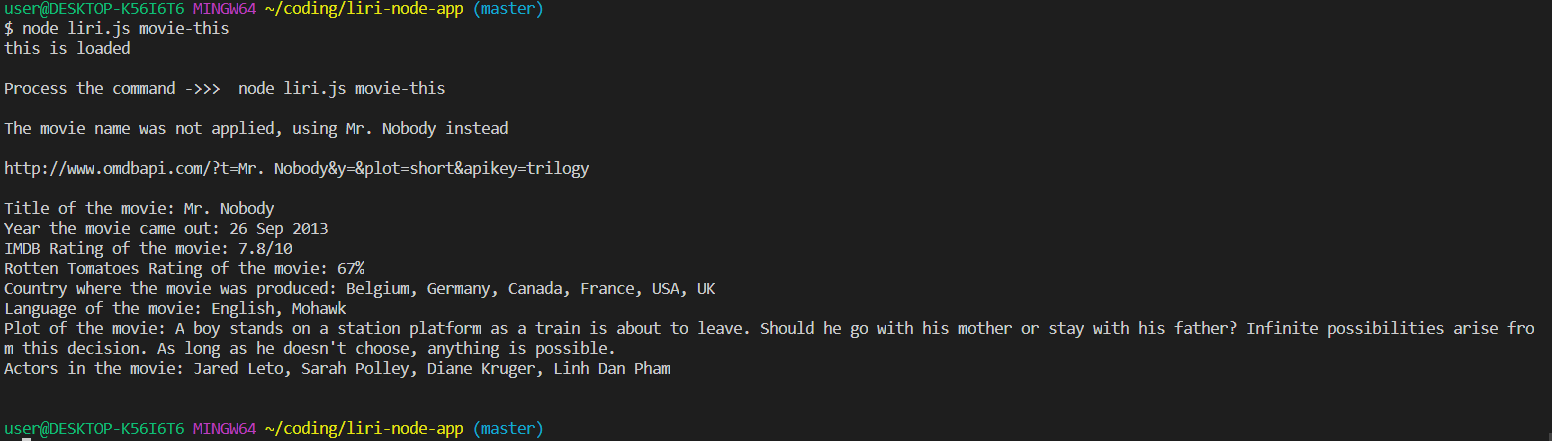 user@DESKTOP-K56I6T6 MINGW64 ~/coding/liri-node-app (master)
$ node liri.js movie-this
this is loaded
Process the command ->>>  node liri.js movie-this
The movie name was not applied, using Mr. Nobody instead
http://www.omdbapi.com/?t=Mr. Nobody&y=&plot=short&apikey=trilogy
Title of the movie: Mr. Nobody
Year the movie came out: 26 Sep 2013
IMDB Rating of the movie: 7.8/10
Rotten Tomatoes Rating of the movie: 67%
Country where the movie was produced: Belgium, Germany, Canada, France, USA, UK
Language of the movie: English, Mohawk
Plot of the movie: A boy stands on a station platform as a train is about to leave. Should he go with his mother or stay with his father? Infinite possibilities arise fro
m this decision. As long as he doesn't choose, anything is possible.
Actors in the movie: Jared Leto, Sarah Polley, Diane Kruger, Linh Dan Pham
user@DESKTOP-K56I6T6 MINGW64 ~/coding/liri-node-app (master)